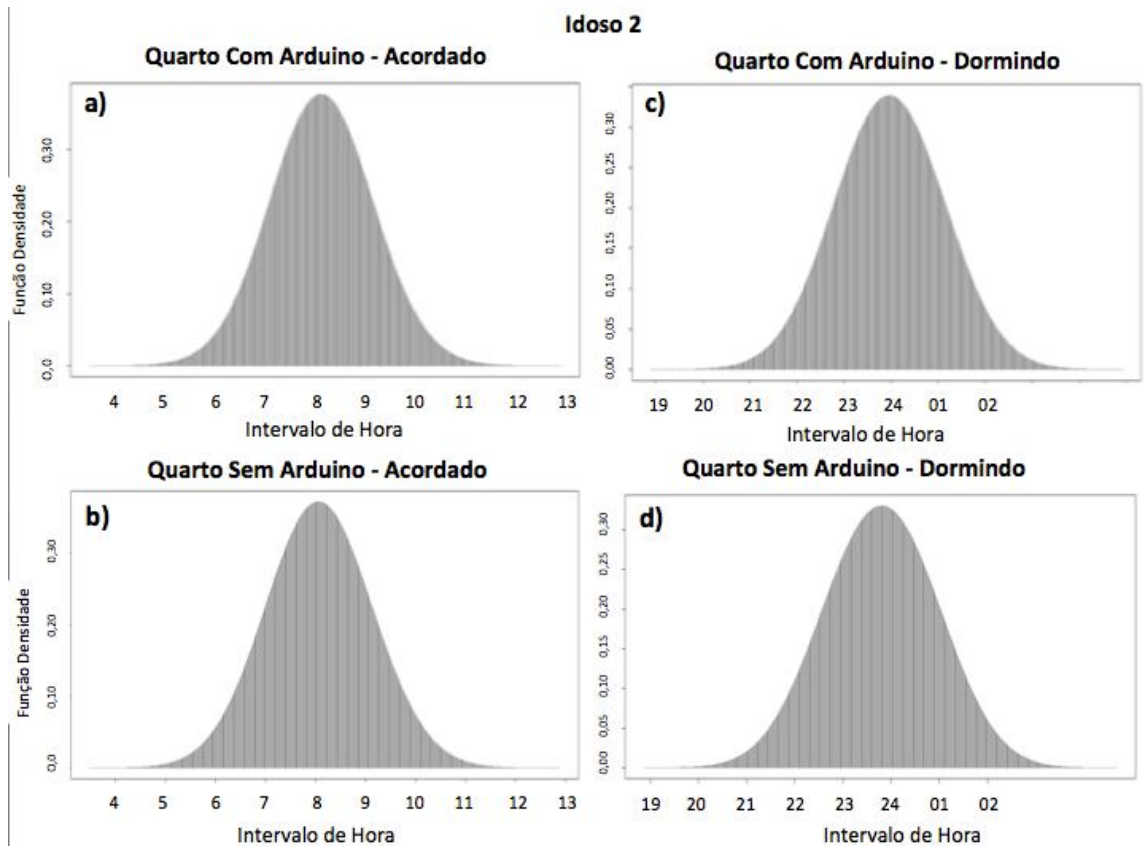 Idoso 2
Quarto Com Arduino - Acordado
a)
Funcão Densidade
0,30
0,20
0,10
0,0
4 5 6 7 8 9 10 11 12 13
Intervalo de Hora
Quarto Com Arduino - Dormindo
c)
0,30
0,25
0,20
0,15
0,10
0,05
0,00
19 20 21 22 23 24 01 02
Intervalo de Hora
Quarto Sem Arduino - Acordado
b)
Função Densidade
0,30
0,20
0,10
0,0
4 5 6 7 8 9 10 11 12 13
Intervalo de Hora
Quarto Sem Arduino - Dormindo
d)
0,30
0,25
0,20
0,15
0,10
0,05
0,00
19 20 21 22 23 24 01 02
Intervalo de Hora